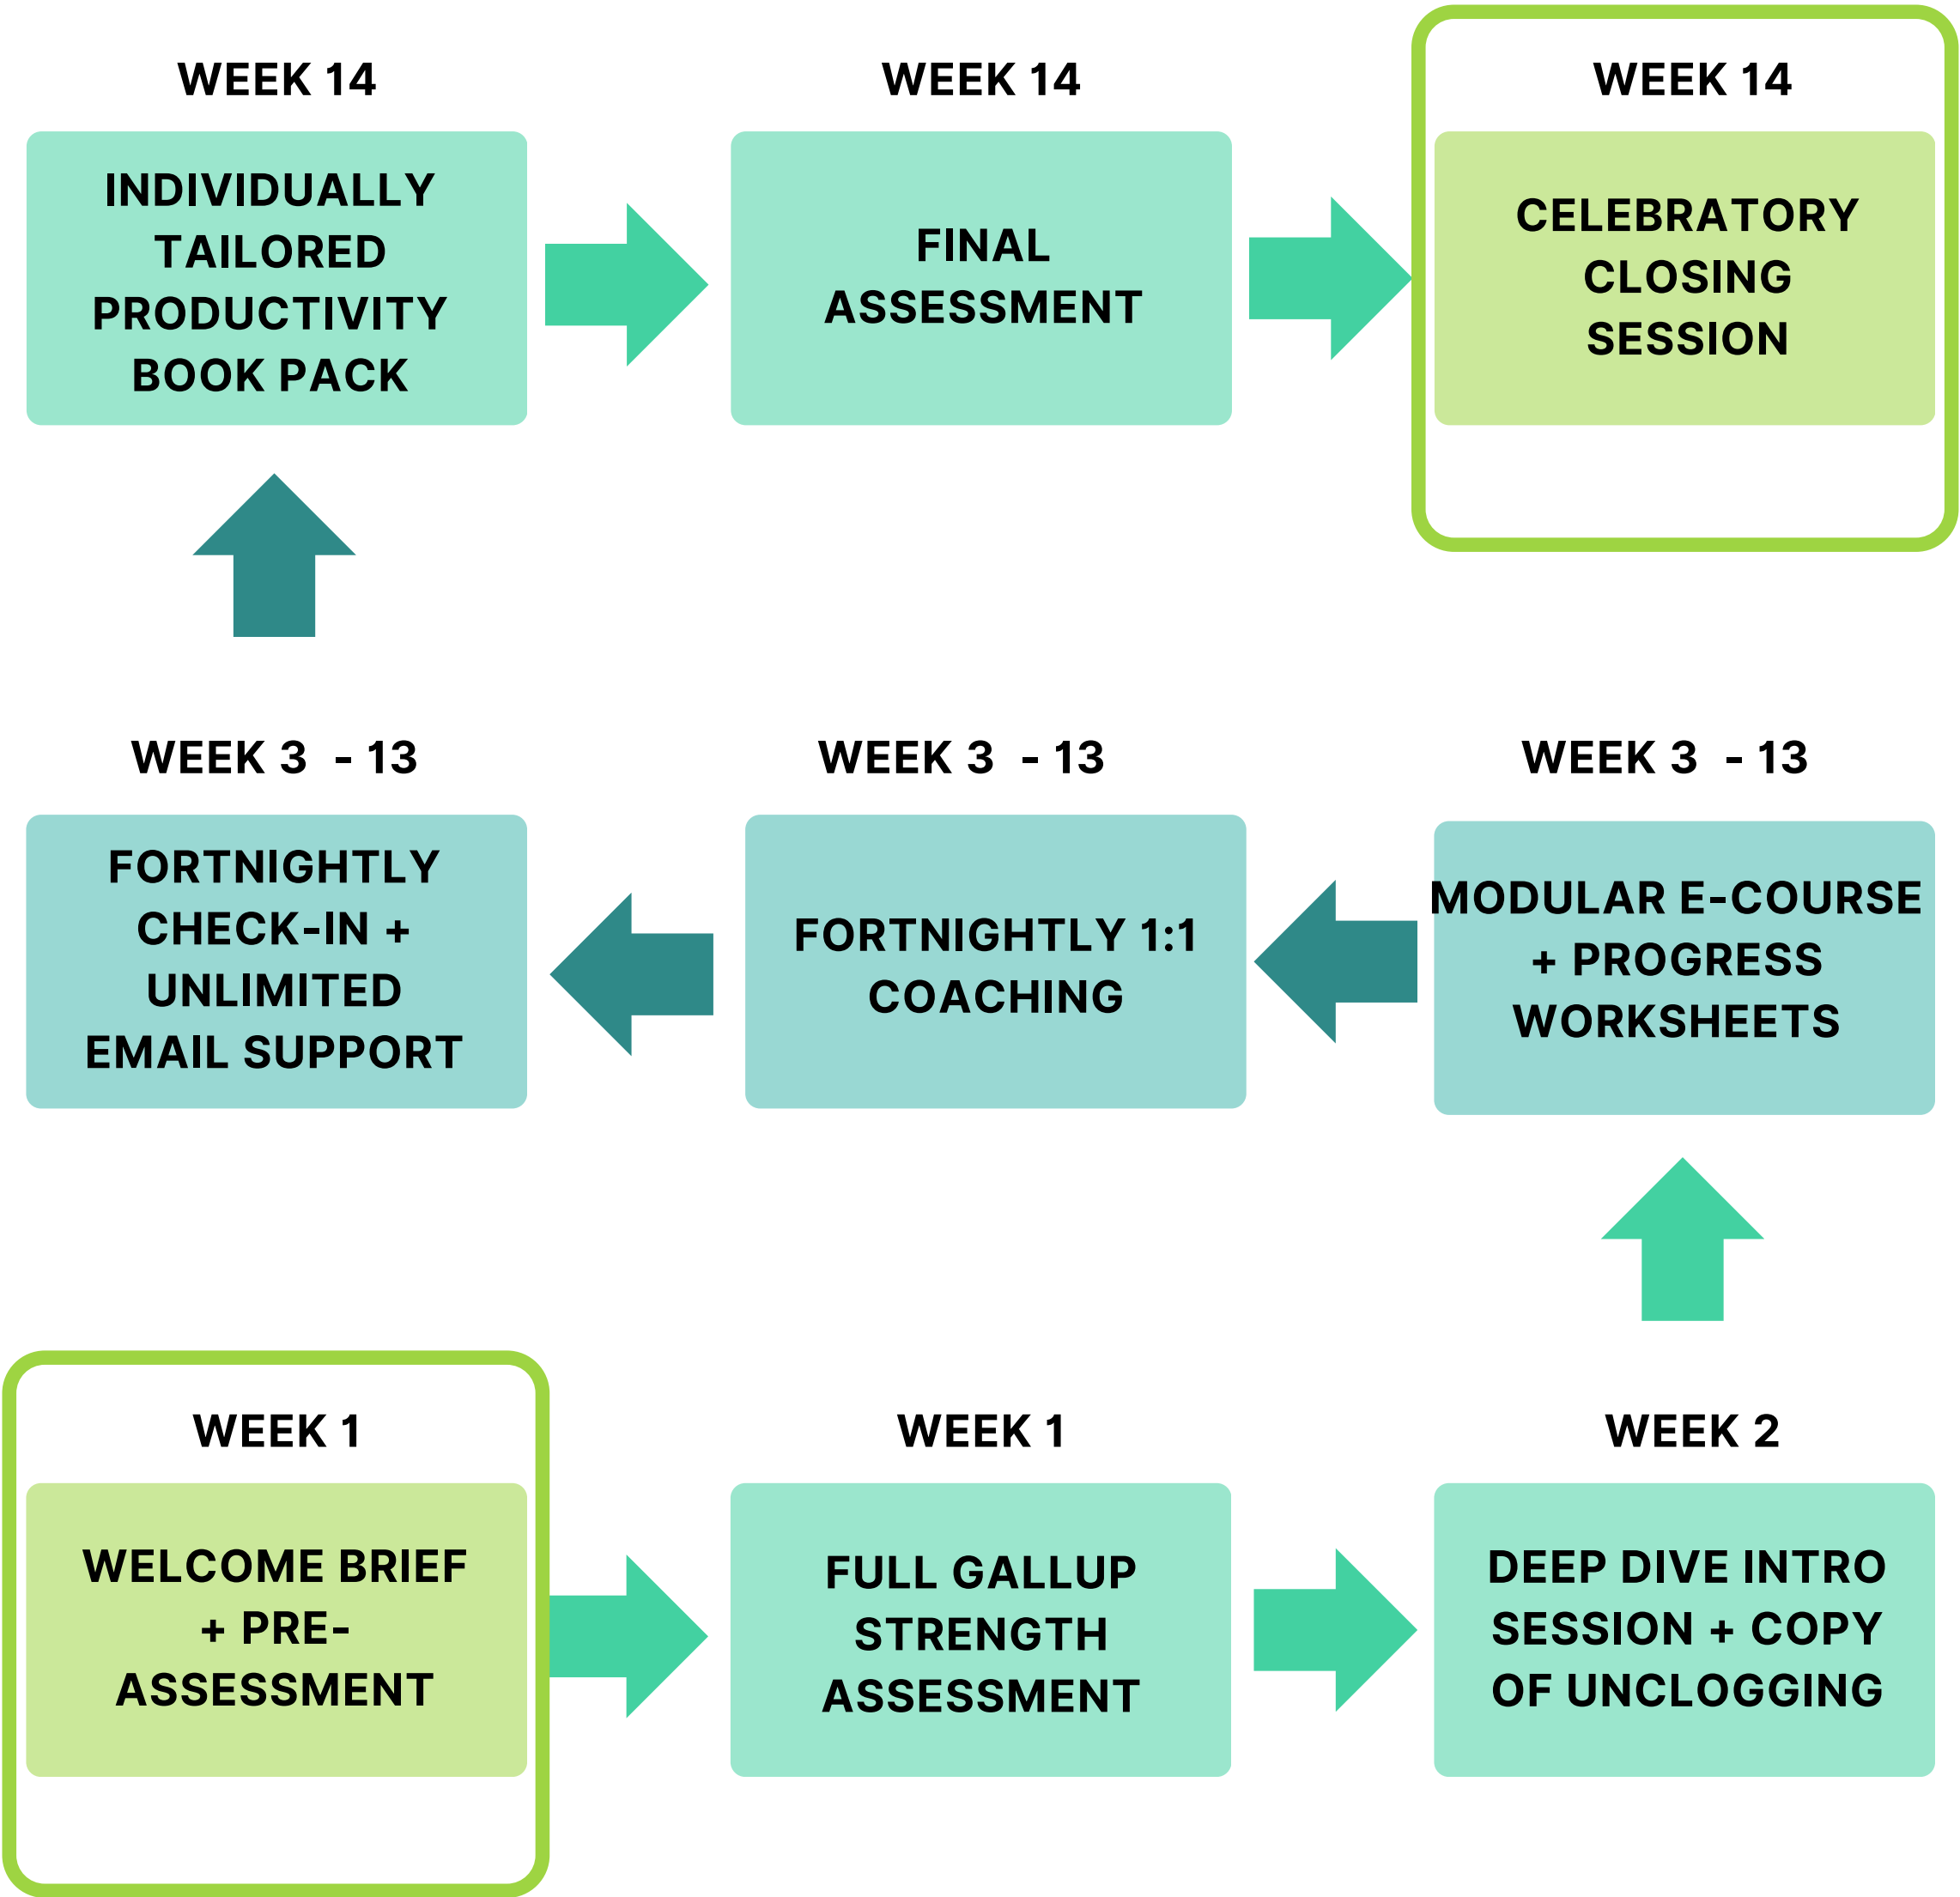 WEEK 14
INDIVIDUALLY
TAILORED
PRODUCTIVITY
BOOK PACK
WEEK 14
FINAL
ASSESSMENT
WEEK 14
CELEBRATORY
CLOSING
SESSION
WEEK 3 - 13
FORTNIGHTLY
CHECK-IN +
UNLIMITED
EMAIL SUPPORT
WEEK 3 - 13
FORTNIGHTLY 1:1
COACHING
WEEK 3 - 13
MODULAR E-COURSE
+ PROGRESS
WORKSHEETS
WEEK 1
WELCOME BRIEF
+ PRE-
ASSESSMENT
WEEK 1
FULL GALLUP
STRENGTH
ASSESSMENT
WEEK 2
DEEP DIVE INTRO
SESSION + COPY
OF UNCLOGGING